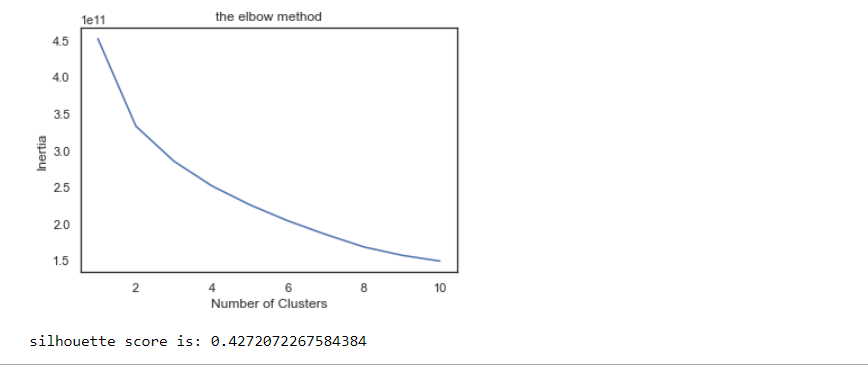 the elbow method
1e11
4.5
4.0
3.5
3.0
2.5
2.0
1.5
Inertia
2 4 6 8 10
Number of Clusters
silhouette score is: 0.4272072267584384